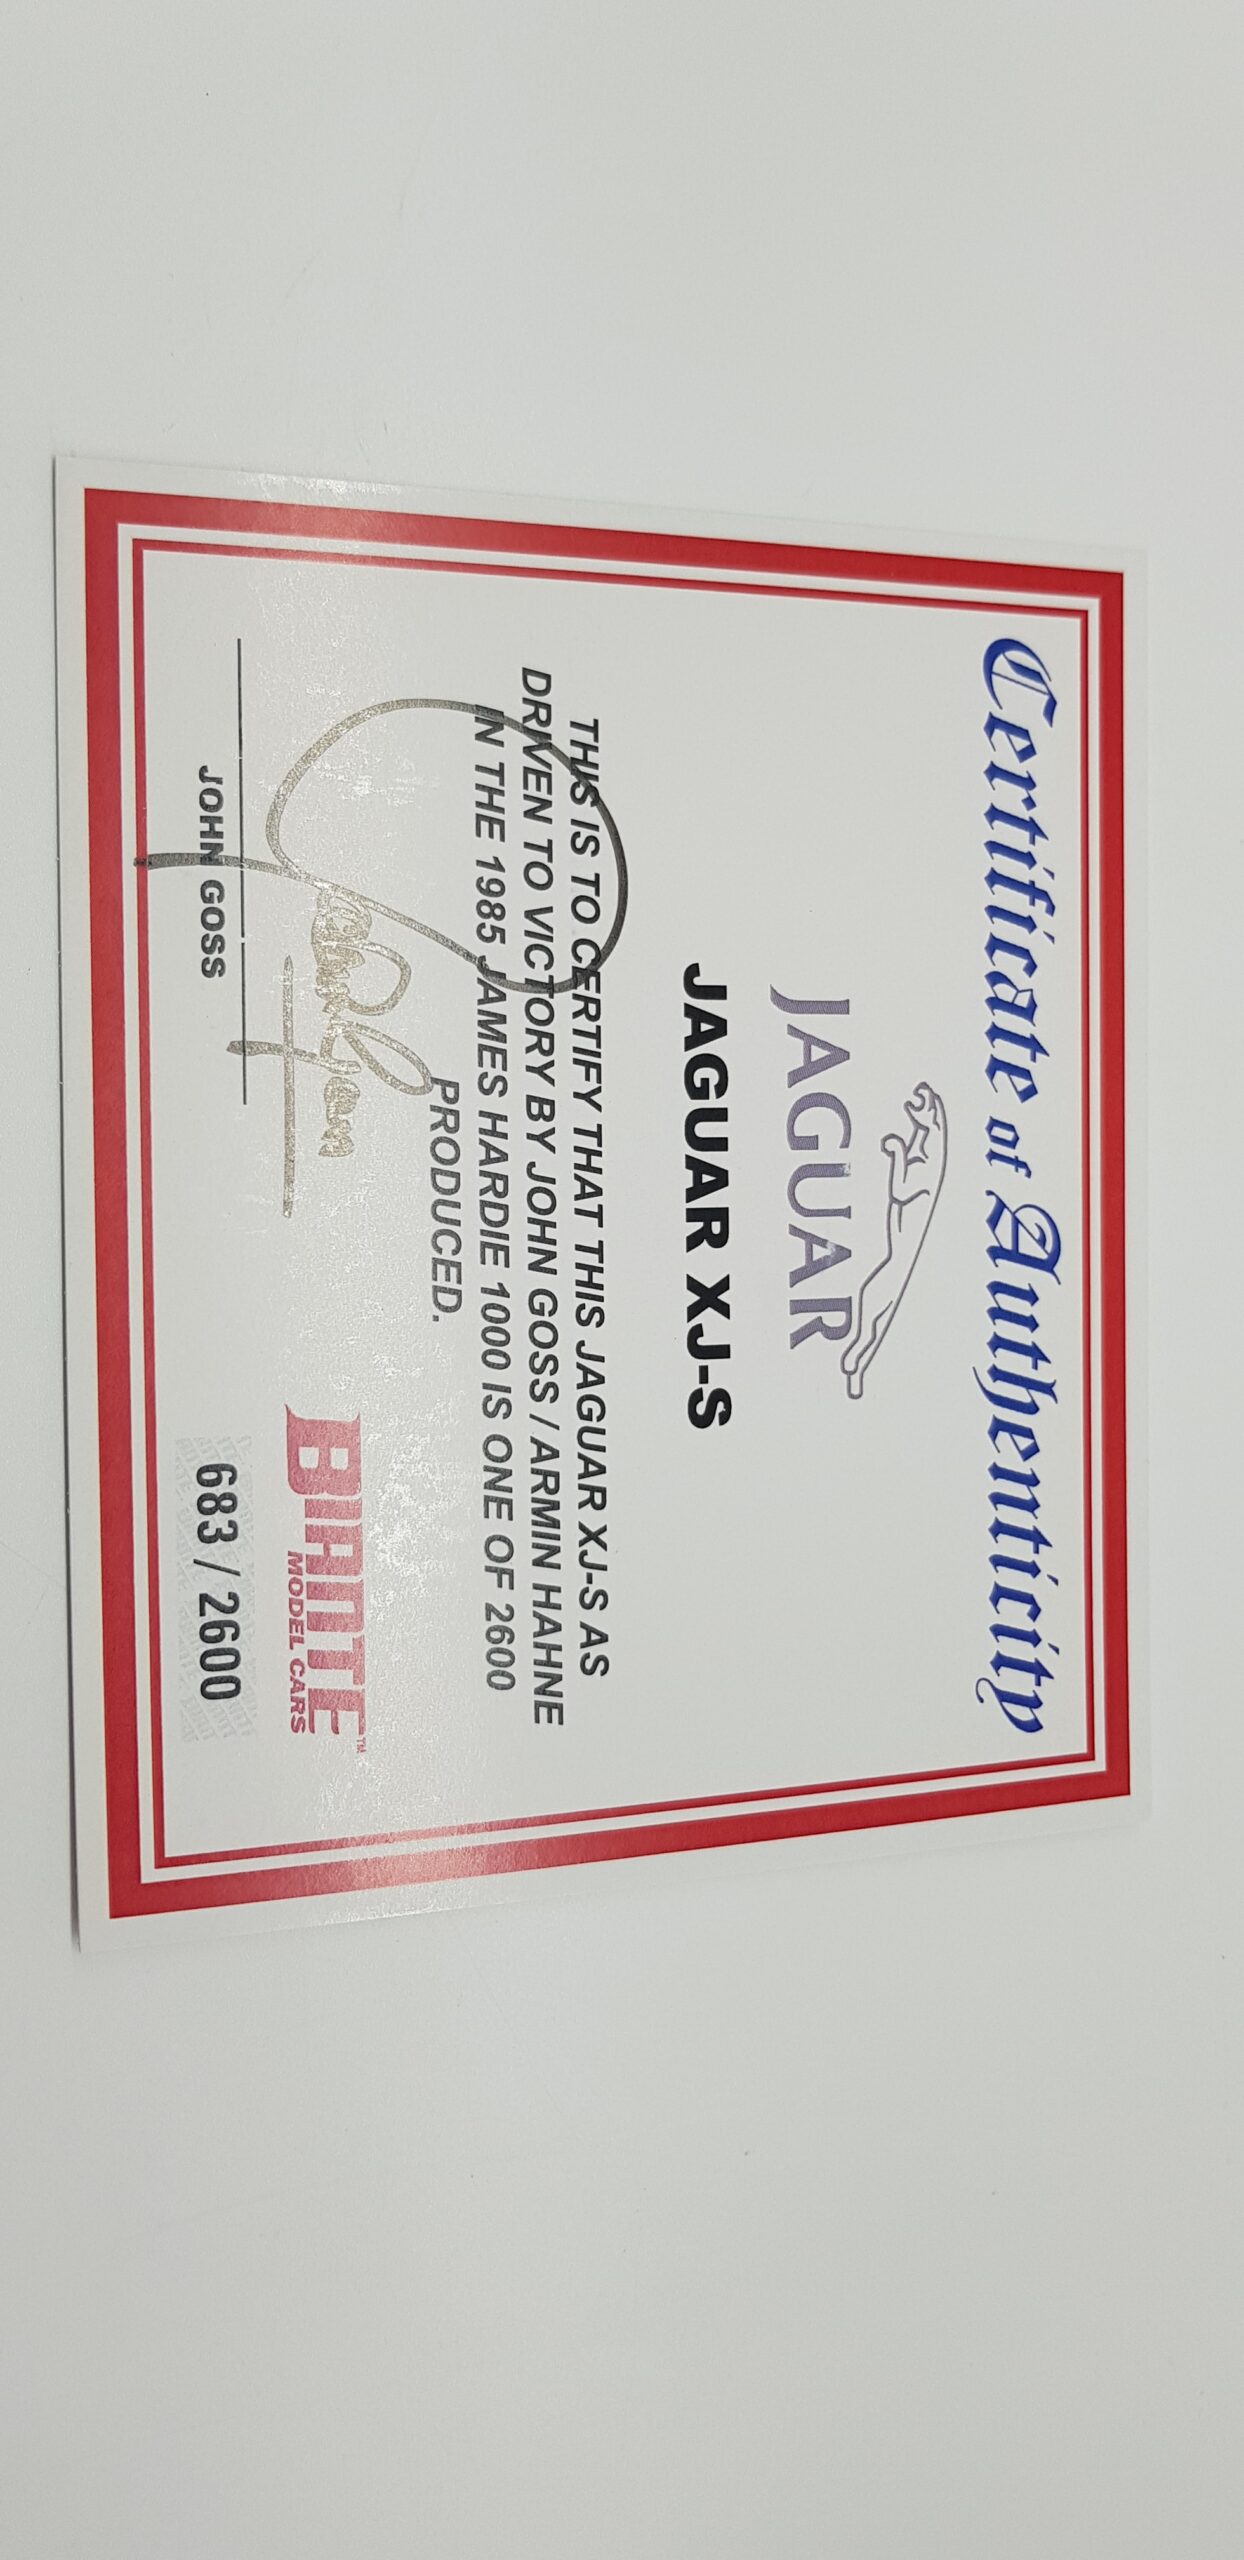 Certificate of Authenticity
JAGUAR
JAGUAR XJ-S
THIS IS TO CERTIFY THAT THIS JAGUAR XJ-S AS
DRIVEN TO VICTORY BY JOHN GOSS / ARMIN HAHNE
IN THE 1985 JAMES HARDIE 1000 IS ONE OF 2600
PRODUCED.
JOHN GOSS
BIANTE™
MODEL CARS
683 / 2600